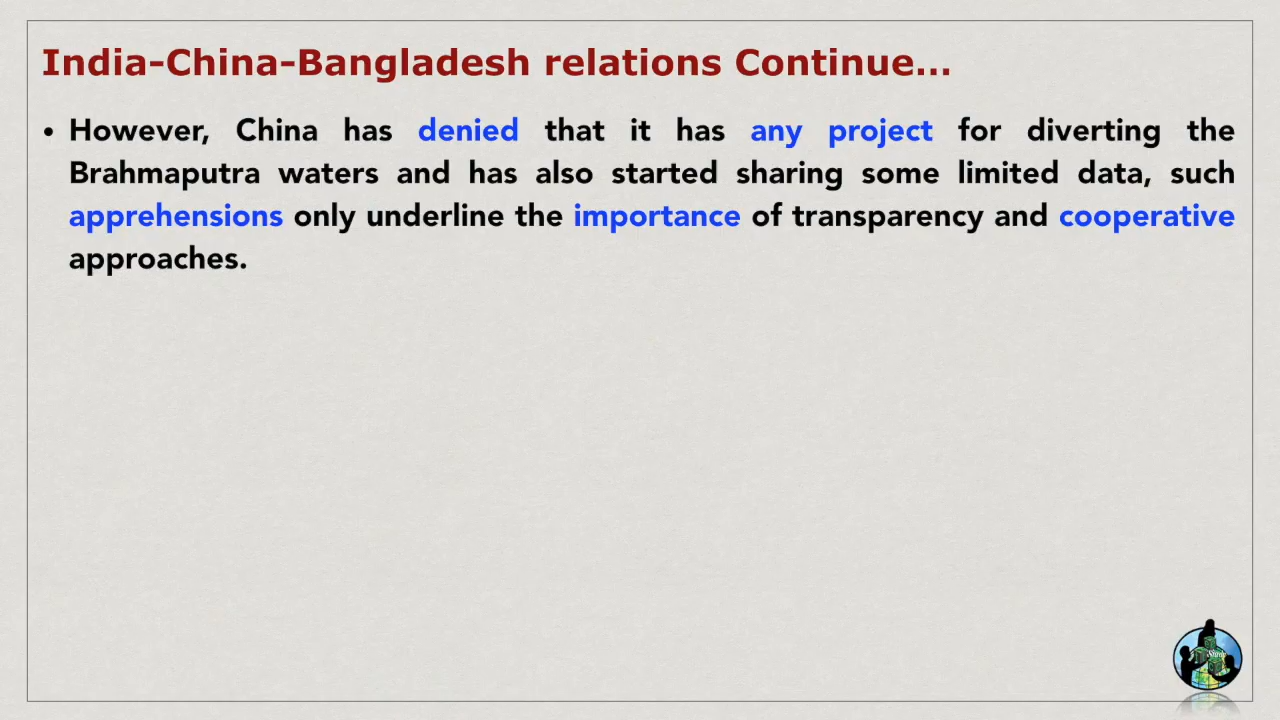 India-China-Bangladesh relations Continue...
• However, China has denied that it has any project for diverting the
Brahmaputra waters and has also started sharing some limited data, such
apprehensions only underline the importance of transparency and cooperative
approaches.
Study